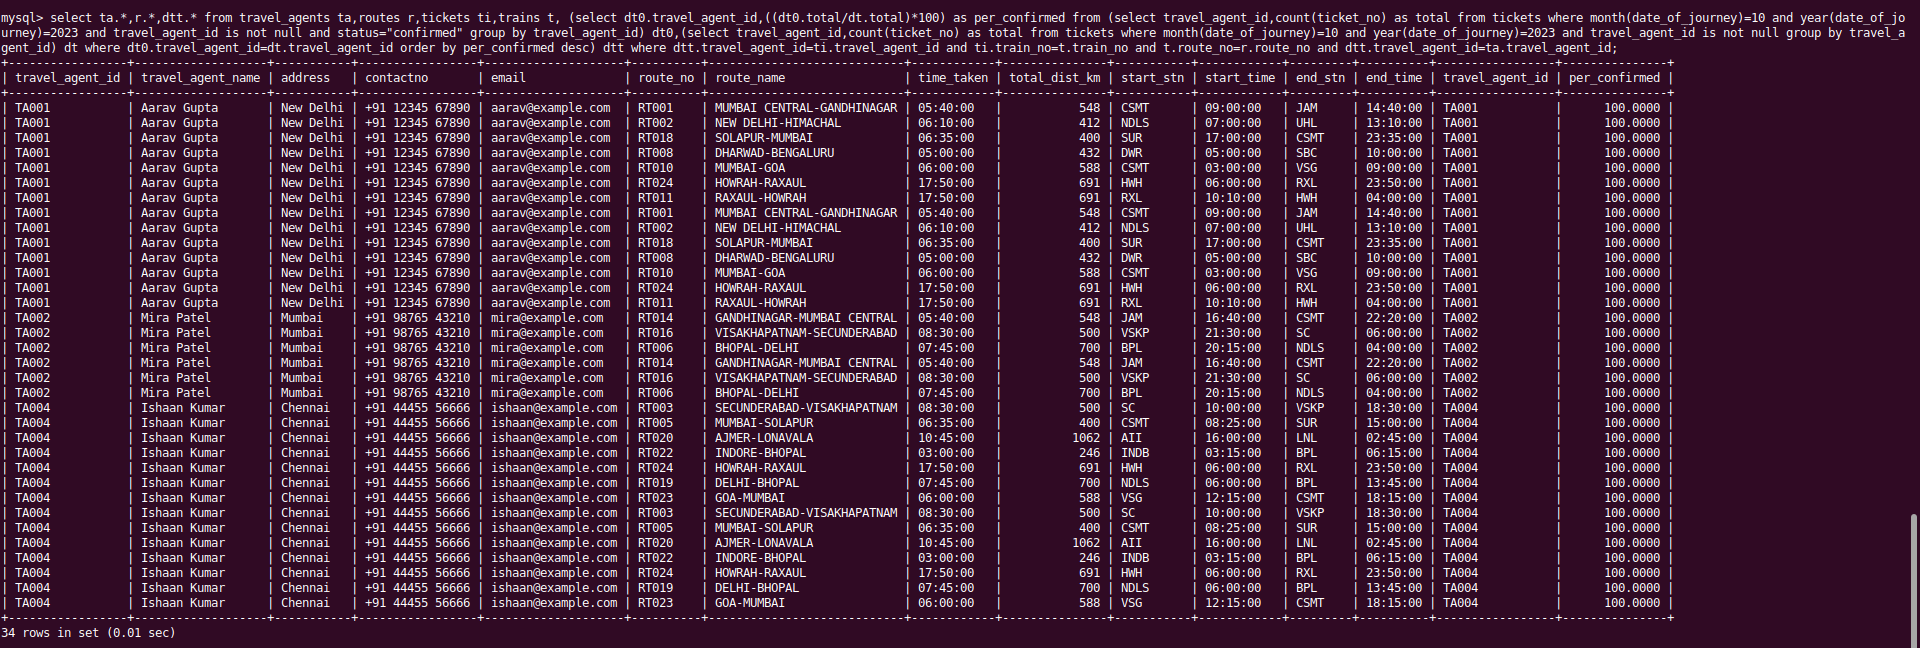 mysql> select ta.*,r.*,dtt.* from travel_agents ta,routes r,tickets ti,trains t, (select dt0.travel_agent_id,((dt0.total/dt.total)*100) as per_confirmed from (select travel_agent_id,count(ticket_no) as total from tickets where month(date_of_journey)=10 and year(date_of_jo
urney)=2023 and travel_agent_id is not null and status="confirmed" group by travel_agent_id) dt0,(select travel_agent_id,count(ticket_no) as total from tickets where month(date_of_journey)=10 and year(date_of_journey)=2023 and travel_agent_id is not null group by travel_a
gent_id) dt where dt0.travel_agent_id=dt.travel_agent_id order by per_confirmed desc) dtt where dtt.travel_agent_id=ti.travel_agent_id and ti.train_no=t.train_no and t.route_no=r.route_no and dtt.travel_agent_id=ta.travel_agent_id;
+-----------------+-------------------+-----------+-----------------+--------------------+----------+----------------------------+------------+---------------+-----------+------------+---------+----------+-----------------+---------------+
| travel_agent_id | travel_agent_name | address | contactno | email | route_no | route_name | time_taken | total_dist_km | start_stn | start_time | end_stn | end_time | travel_agent_id | per_confirmed |
+-----------------+-------------------+-----------+-----------------+--------------------+----------+----------------------------+------------+---------------+-----------+------------+---------+----------+-----------------+---------------+
| TA001 | Aarav Gupta | New Delhi | +91 12345 67890 | aarav@example.com | RT001 | MUMBAI CENTRAL-GANDHINAGAR | 05:40:00 | 548 | CSMT | 09:00:00 | JAM | 14:40:00 | TA001 | 100.0000 |
| TA001 | Aarav Gupta | New Delhi | +91 12345 67890 | aarav@example.com | RT002 | NEW DELHI-HIMACHAL | 06:10:00 | 412 | NDLS | 07:00:00 | UHL | 13:10:00 | TA001 | 100.0000 |
| TA001 | Aarav Gupta | New Delhi | +91 12345 67890 | aarav@example.com | RT018 | SOLAPUR-MUMBAI | 06:35:00 | 400 | SUR | 17:00:00 | CSMT | 23:35:00 | TA001 | 100.0000 |
| TA001 | Aarav Gupta | New Delhi | +91 12345 67890 | aarav@example.com | RT008 | DHARWAD-BENGALURU | 05:00:00 | 432 | DWR | 05:00:00 | SBC | 10:00:00 | TA001 | 100.0000 |
| TA001 | Aarav Gupta | New Delhi | +91 12345 67890 | aarav@example.com | RT010 | MUMBAI-GOA | 06:00:00 | 588 | CSMT | 03:00:00 | VSG | 09:00:00 | TA001 | 100.0000 |
| TA001 | Aarav Gupta | New Delhi | +91 12345 67890 | aarav@example.com | RT024 | HOWRAH-RAXAUL | 17:50:00 | 691 | HWH | 06:00:00 | RXL | 23:50:00 | TA001 | 100.0000 |
| TA001 | Aarav Gupta | New Delhi | +91 12345 67890 | aarav@example.com | RT011 | RAXAUL-HOWRAH | 17:50:00 | 691 | RXL | 10:10:00 | HWH | 04:00:00 | TA001 | 100.0000 |
| TA001 | Aarav Gupta | New Delhi | +91 12345 67890 | aarav@example.com | RT001 | MUMBAI CENTRAL-GANDHINAGAR | 05:40:00 | 548 | CSMT | 09:00:00 | JAM | 14:40:00 | TA001 | 100.0000 |
| TA001 | Aarav Gupta | New Delhi | +91 12345 67890 | aarav@example.com | RT002 | NEW DELHI-HIMACHAL | 06:10:00 | 412 | NDLS | 07:00:00 | UHL | 13:10:00 | TA001 | 100.0000 |
| TA001 | Aarav Gupta | New Delhi | +91 12345 67890 | aarav@example.com | RT018 | SOLAPUR-MUMBAI | 06:35:00 | 400 | SUR | 17:00:00 | CSMT | 23:35:00 | TA001 | 100.0000 |
| TA001 | Aarav Gupta | New Delhi | +91 12345 67890 | aarav@example.com | RT008 | DHARWAD-BENGALURU | 05:00:00 | 432 | DWR | 05:00:00 | SBC | 10:00:00 | TA001 | 100.0000 |
| TA001 | Aarav Gupta | New Delhi | +91 12345 67890 | aarav@example.com | RT010 | MUMBAI-GOA | 06:00:00 | 588 | CSMT | 03:00:00 | VSG | 09:00:00 | TA001 | 100.0000 |
| TA001 | Aarav Gupta | New Delhi | +91 12345 67890 | aarav@example.com | RT024 | HOWRAH-RAXAUL | 17:50:00 | 691 | HWH | 06:00:00 | RXL | 23:50:00 | TA001 | 100.0000 |
| TA001 | Aarav Gupta | New Delhi | +91 12345 67890 | aarav@example.com | RT011 | RAXAUL-HOWRAH | 17:50:00 | 691 | RXL | 10:10:00 | HWH | 04:00:00 | TA001 | 100.0000 |
| TA002 | Mira Patel | Mumbai | +91 98765 43210 | mira@example.com | RT014 | GANDHINAGAR-MUMBAI CENTRAL | 05:40:00 | 548 | JAM | 16:40:00 | CSMT | 22:20:00 | TA002 | 100.0000 |
| TA002 | Mira Patel | Mumbai | +91 98765 43210 | mira@example.com | RT016 | VISAKHAPATNAM-SECUNDERABAD | 08:30:00 | 500 | VSKP | 21:30:00 | SC | 06:00:00 | TA002 | 100.0000 |
| TA002 | Mira Patel | Mumbai | +91 98765 43210 | mira@example.com | RT006 | BHOPAL-DELHI | 07:45:00 | 700 | BPL | 20:15:00 | NDLS | 04:00:00 | TA002 | 100.0000 |
| TA002 | Mira Patel | Mumbai | +91 98765 43210 | mira@example.com | RT014 | GANDHINAGAR-MUMBAI CENTRAL | 05:40:00 | 548 | JAM | 16:40:00 | CSMT | 22:20:00 | TA002 | 100.0000 |
| TA002 | Mira Patel | Mumbai | +91 98765 43210 | mira@example.com | RT016 | VISAKHAPATNAM-SECUNDERABAD | 08:30:00 | 500 | VSKP | 21:30:00 | SC | 06:00:00 | TA002 | 100.0000 |
| TA002 | Mira Patel | Mumbai | +91 98765 43210 | mira@example.com | RT006 | BHOPAL-DELHI | 07:45:00 | 700 | BPL | 20:15:00 | NDLS | 04:00:00 | TA002 | 100.0000 |
| TA004 | Ishaan Kumar | Chennai | +91 44455 56666 | ishaan@example.com | RT003 | SECUNDERABAD-VISAKHAPATNAM | 08:30:00 | 500 | SC | 10:00:00 | VSKP | 18:30:00 | TA004 | 100.0000 |
| TA004 | Ishaan Kumar | Chennai | +91 44455 56666 | ishaan@example.com | RT005 | MUMBAI-SOLAPUR | 06:35:00 | 400 | CSMT | 08:25:00 | SUR | 15:00:00 | TA004 | 100.0000 |
| TA004 | Ishaan Kumar | Chennai | +91 44455 56666 | ishaan@example.com | RT020 | AJMER-LONAVALA | 10:45:00 | 1062 | AII | 16:00:00 | LNL | 02:45:00 | TA004 | 100.0000 |
| TA004 | Ishaan Kumar | Chennai | +91 44455 56666 | ishaan@example.com | RT022 | INDORE-BHOPAL | 03:00:00 | 246 | INDB | 03:15:00 | BPL | 06:15:00 | TA004 | 100.0000 |
| TA004 | Ishaan Kumar | Chennai | +91 44455 56666 | ishaan@example.com | RT024 | HOWRAH-RAXAUL | 17:50:00 | 691 | HWH | 06:00:00 | RXL | 23:50:00 | TA004 | 100.0000 |
| TA004 | Ishaan Kumar | Chennai | +91 44455 56666 | ishaan@example.com | RT019 | DELHI-BHOPAL | 07:45:00 | 700 | NDLS | 06:00:00 | BPL | 13:45:00 | TA004 | 100.0000 |
| TA004 | Ishaan Kumar | Chennai | +91 44455 56666 | ishaan@example.com | RT023 | GOA-MUMBAI | 06:00:00 | 588 | VSG | 12:15:00 | CSMT | 18:15:00 | TA004 | 100.0000 |
| TA004 | Ishaan Kumar | Chennai | +91 44455 56666 | ishaan@example.com | RT003 | SECUNDERABAD-VISAKHAPATNAM | 08:30:00 | 500 | SC | 10:00:00 | VSKP | 18:30:00 | TA004 | 100.0000 |
| TA004 | Ishaan Kumar | Chennai | +91 44455 56666 | ishaan@example.com | RT005 | MUMBAI-SOLAPUR | 06:35:00 | 400 | CSMT | 08:25:00 | SUR | 15:00:00 | TA004 | 100.0000 |
| TA004 | Ishaan Kumar | Chennai | +91 44455 56666 | ishaan@example.com | RT020 | AJMER-LONAVALA | 10:45:00 | 1062 | AII | 16:00:00 | LNL | 02:45:00 | TA004 | 100.0000 |
| TA004 | Ishaan Kumar | Chennai | +91 44455 56666 | ishaan@example.com | RT022 | INDORE-BHOPAL | 03:00:00 | 246 | INDB | 03:15:00 | BPL | 06:15:00 | TA004 | 100.0000 |
| TA004 | Ishaan Kumar | Chennai | +91 44455 56666 | ishaan@example.com | RT024 | HOWRAH-RAXAUL | 17:50:00 | 691 | HWH | 06:00:00 | RXL | 23:50:00 | TA004 | 100.0000 |
| TA004 | Ishaan Kumar | Chennai | +91 44455 56666 | ishaan@example.com | RT019 | DELHI-BHOPAL | 07:45:00 | 700 | NDLS | 06:00:00 | BPL | 13:45:00 | TA004 | 100.0000 |
| TA004 | Ishaan Kumar | Chennai | +91 44455 56666 | ishaan@example.com | RT023 | GOA-MUMBAI | 06:00:00 | 588 | VSG | 12:15:00 | CSMT | 18:15:00 | TA004 | 100.0000 |
+-----------------+-------------------+-----------+-----------------+--------------------+----------+----------------------------+------------+---------------+-----------+------------+---------+----------+-----------------+---------------+
34 rows in set (0.01 sec)